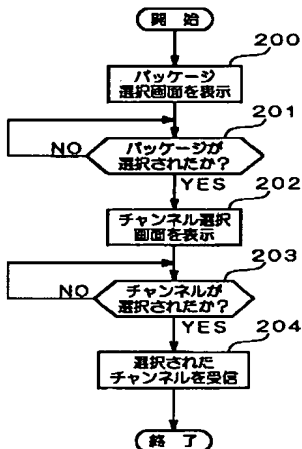 開 始
200
パッケージ
選択画面を表示
201
パッケージが
選択されたか?
NO
YES
202
チャンネル選択
画面を表示
203
チャンネルが
選択されたか?
NO
YES
204
選択された
チャンネルを受信
終 了